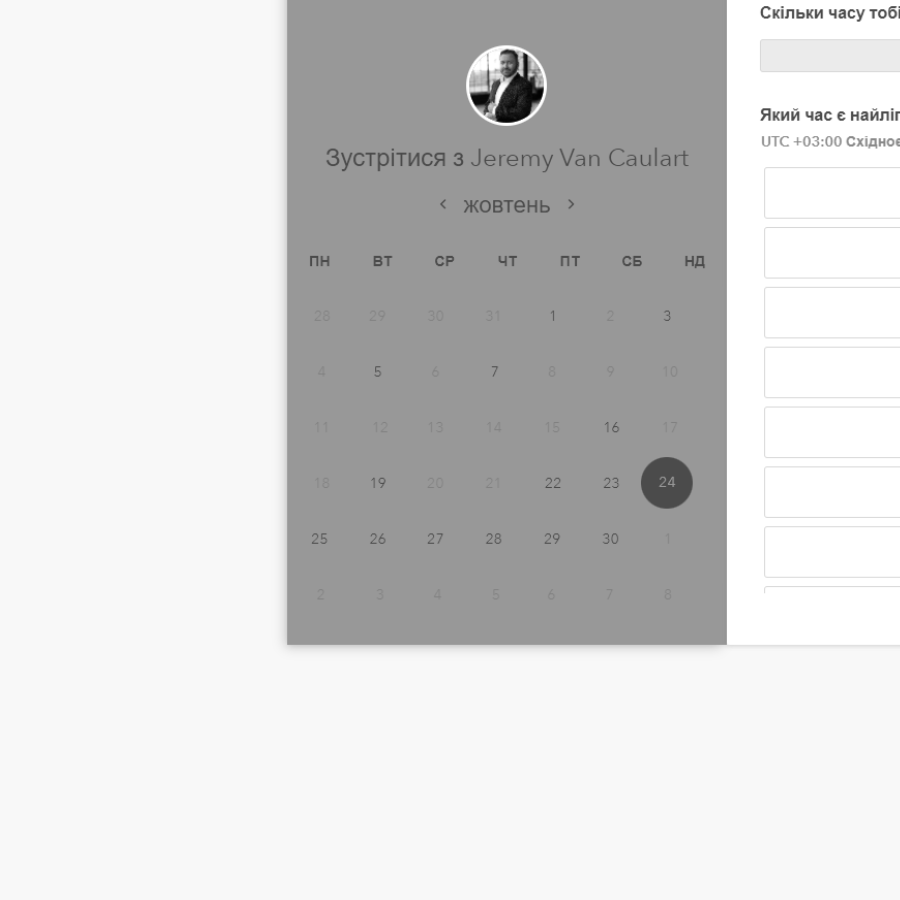 Скільки часу тобі
Який час є найліп
UTC +03:00 Східноє
Зустрітися з Jeremy Van Caulart
жовтень
ПН ВТ СР ЧТ ПТ СБ НД
28 29 30 31 1 2 3
4 5 6 7 8 9 10
11 12 13 14 15 16 17
18 19 20 21 22 23 24
25 26 27 28 29 30 1
2 3 4 5 6 7 8